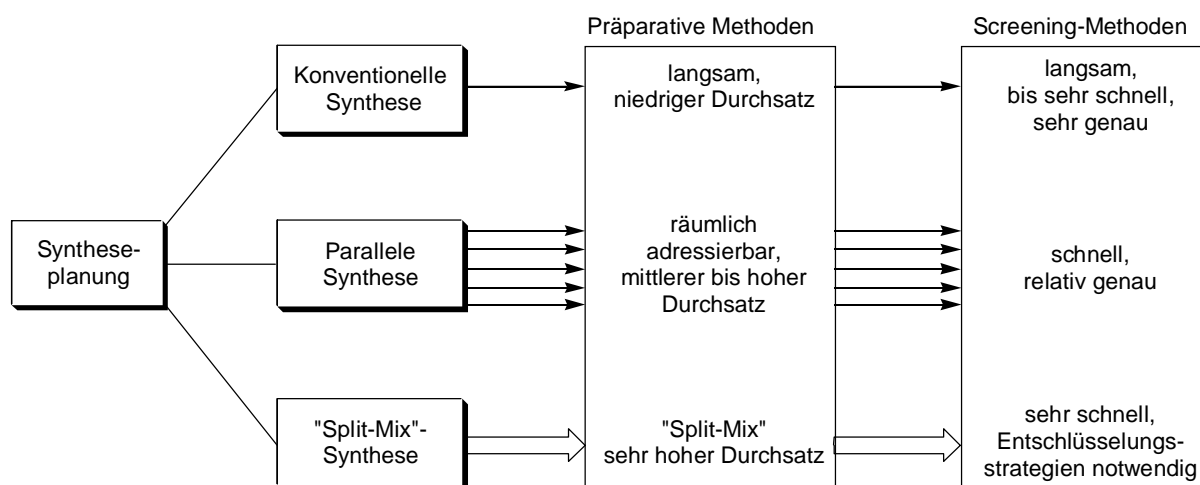 Präparative Methoden
Screening-Methoden
Konventionelle
Synthese
langsam,
niedriger Durchsatz
langsam,
bis sehr schnell,
sehr genau
Synthese-
planung
Parallele
Synthese
räumlich
adressierbar,
mittlerer bis hoher
Durchsatz
schnell,
relativ genau
"Split-Mix"-
Synthese
"Split-Mix"
sehr hoher Durchsatz
sehr schnell,
Entschlüsselungs-
strategien notwendig